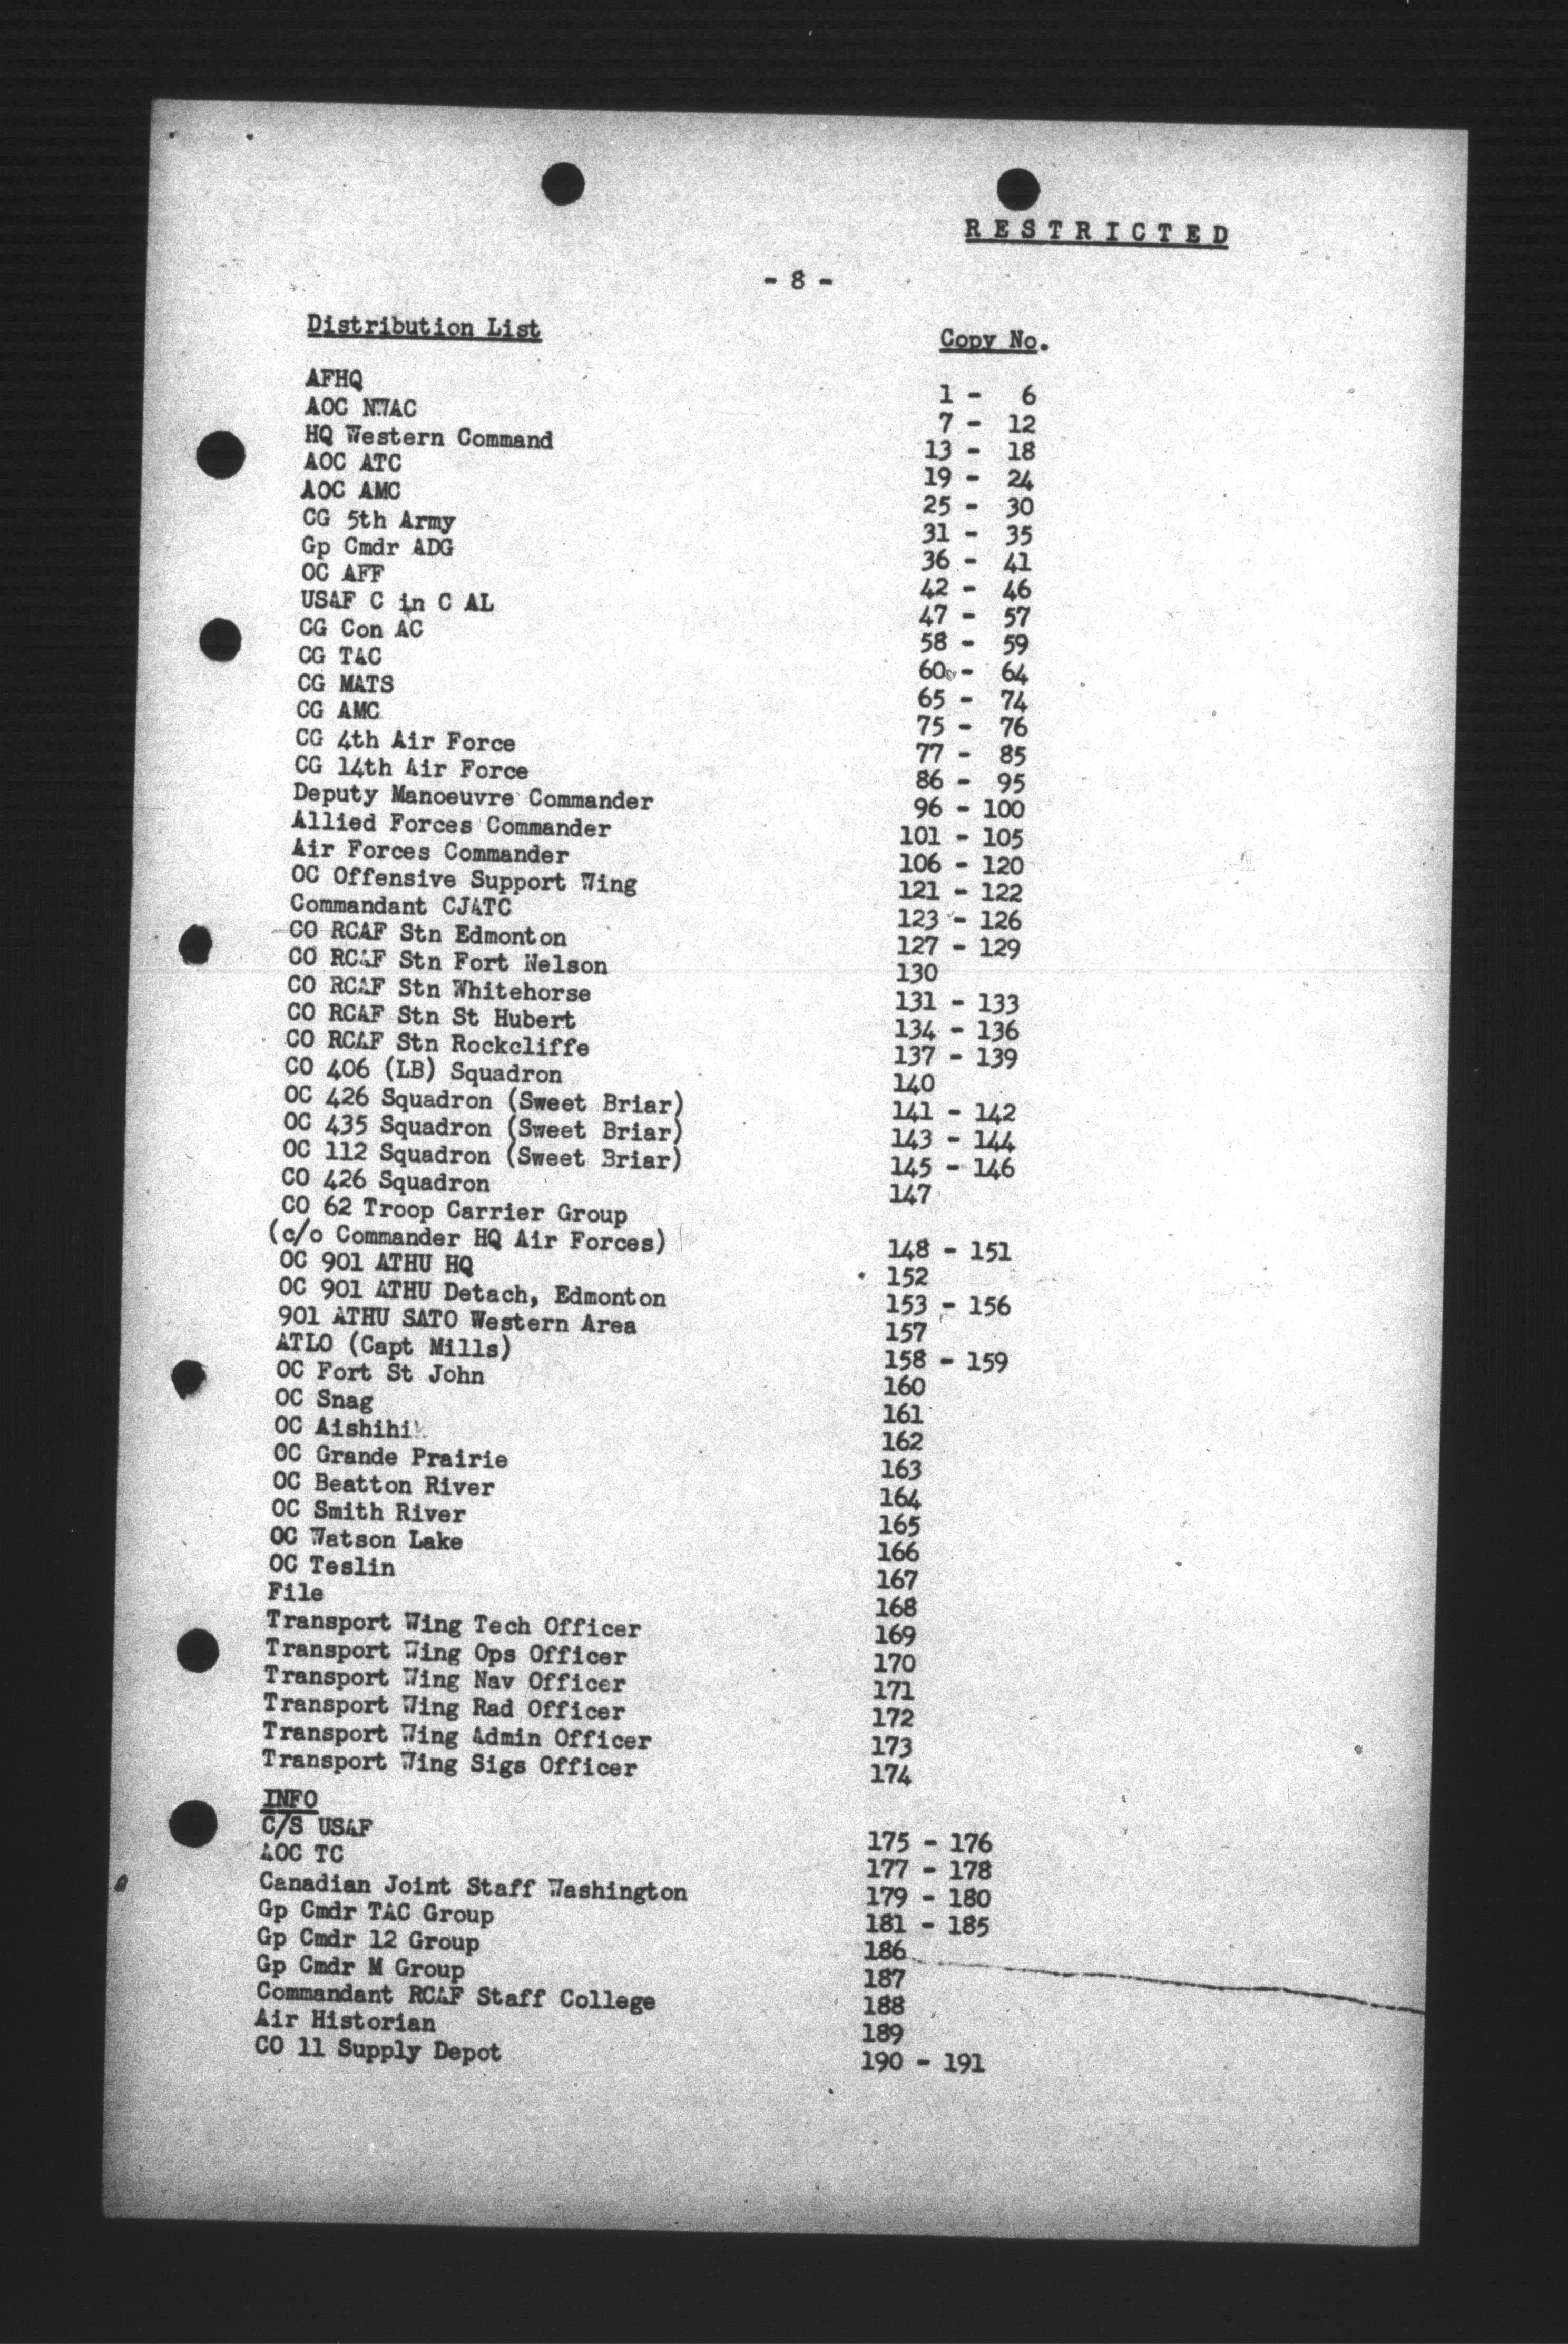 RESTRICTED
- 8 -
Distribution List Copy No.
AFHQ 1 - 6
AOC NWAC 7 - 12
HQ Western Command 13 - 18
AOC ATC 19 - 24
AOC AMC 25 - 30
CG 5th Army 31 - 35
Gp Cmdr ADG 36 - 41
OC AFF 42 - 46
USAF C in C AL 47 - 57
CG Con AC 58 - 59
CG TAC 60 - 64
CG MATS 65 - 74
CG AMC 75 - 76
CG 4th Air Force 77 - 85
CG 14th Air Force 86 - 95
Deputy Manoeuvre Commander 96 - 100
Allied Forces Commander 101 - 105
Air Forces Commander 106 - 120
OC Offensive Support Wing 121 - 122
Commandant CJATC 123 - 126
CO RCAF Stn Edmonton 127 - 129
CO RCAF Stn Fort Nelson 130
CO RCAF Stn Whitehorse 131 - 133
CO RCAF Stn St Hubert 134 - 136
CO RCAF Stn Rockcliffe 137 - 139
CO 406 (LB) Squadron 140
OC 426 Squadron (Sweet Briar) 141 - 142
OC 435 Squadron (Sweet Briar) 143 - 144
OC 112 Squadron (Sweet Briar) 145 - 146
CO 426 Squadron 147
CO 62 Troop Carrier Group
(c/o Commander HQ Air Forces) 148 - 151
OC 901 ATHU HQ 152
OC 901 ATHU Detach, Edmonton 153 - 156
901 ATHU SATO Western Area 157
ATLO (Capt Mills) 158 - 159
OC Fort St John 160
OC Snag 161
OC Aishihik 162
OC Grande Prairie 163
OC Beatton River 164
OC Smith River 165
OC Watson Lake 166
OC Teslin 167
File 168
Transport Wing Tech Officer 169
Transport Wing Ops Officer 170
Transport Wing Nav Officer 171
Transport Wing Rad Officer 172
Transport Wing Admin Officer 173
Transport Wing Sigs Officer 174
INFO
C/S USAF 175 - 176
AOC TC 177 - 178
Canadian Joint Staff Washington 179 - 180
Gp Cmdr TAC Group 181 - 185
Gp Cmdr 12 Group 186
Gp Cmdr M Group 187
Commandant RCAF Staff College 188
Air Historian 189
CO 11 Supply Depot 190 - 191